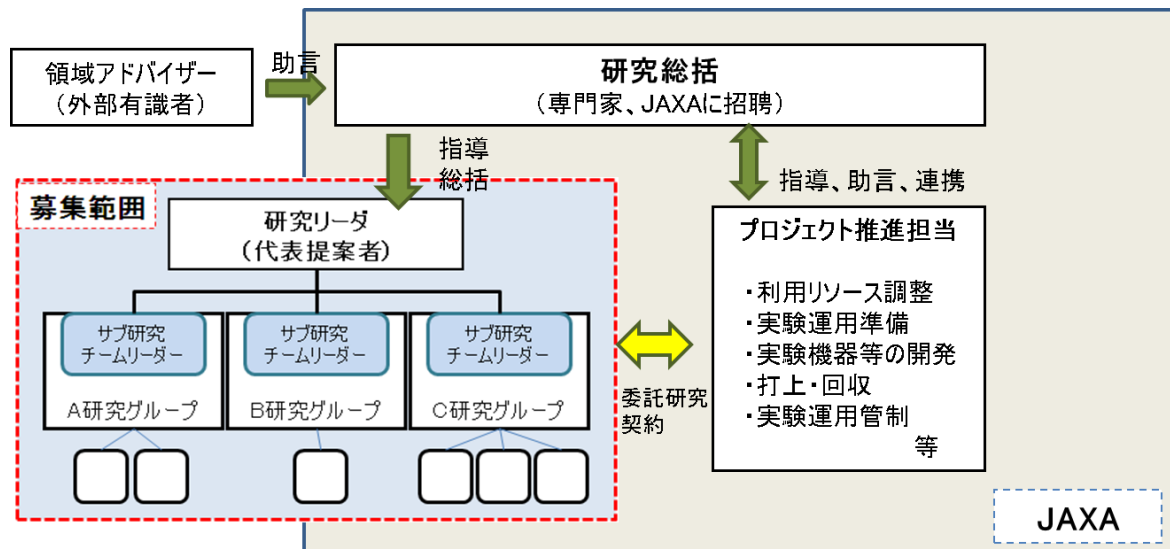 領域アドバイザー
（外部有識者）
助言
研究総括
（専門家、JAXAに招聘）
指導
総括
指導、助言、連携
募集範囲
研究リーダ
（代表提案者）
サブ研究
チームリーダー
A研究グループ
サブ研究
チームリーダー
B研究グループ
サブ研究
チームリーダー
C研究グループ
委託研究
契約
プロジェクト推進担当
・利用リソース調整
・実験運用準備
・実験機器等の開発
・打上・回収
・実験運用管制
等
JAXA